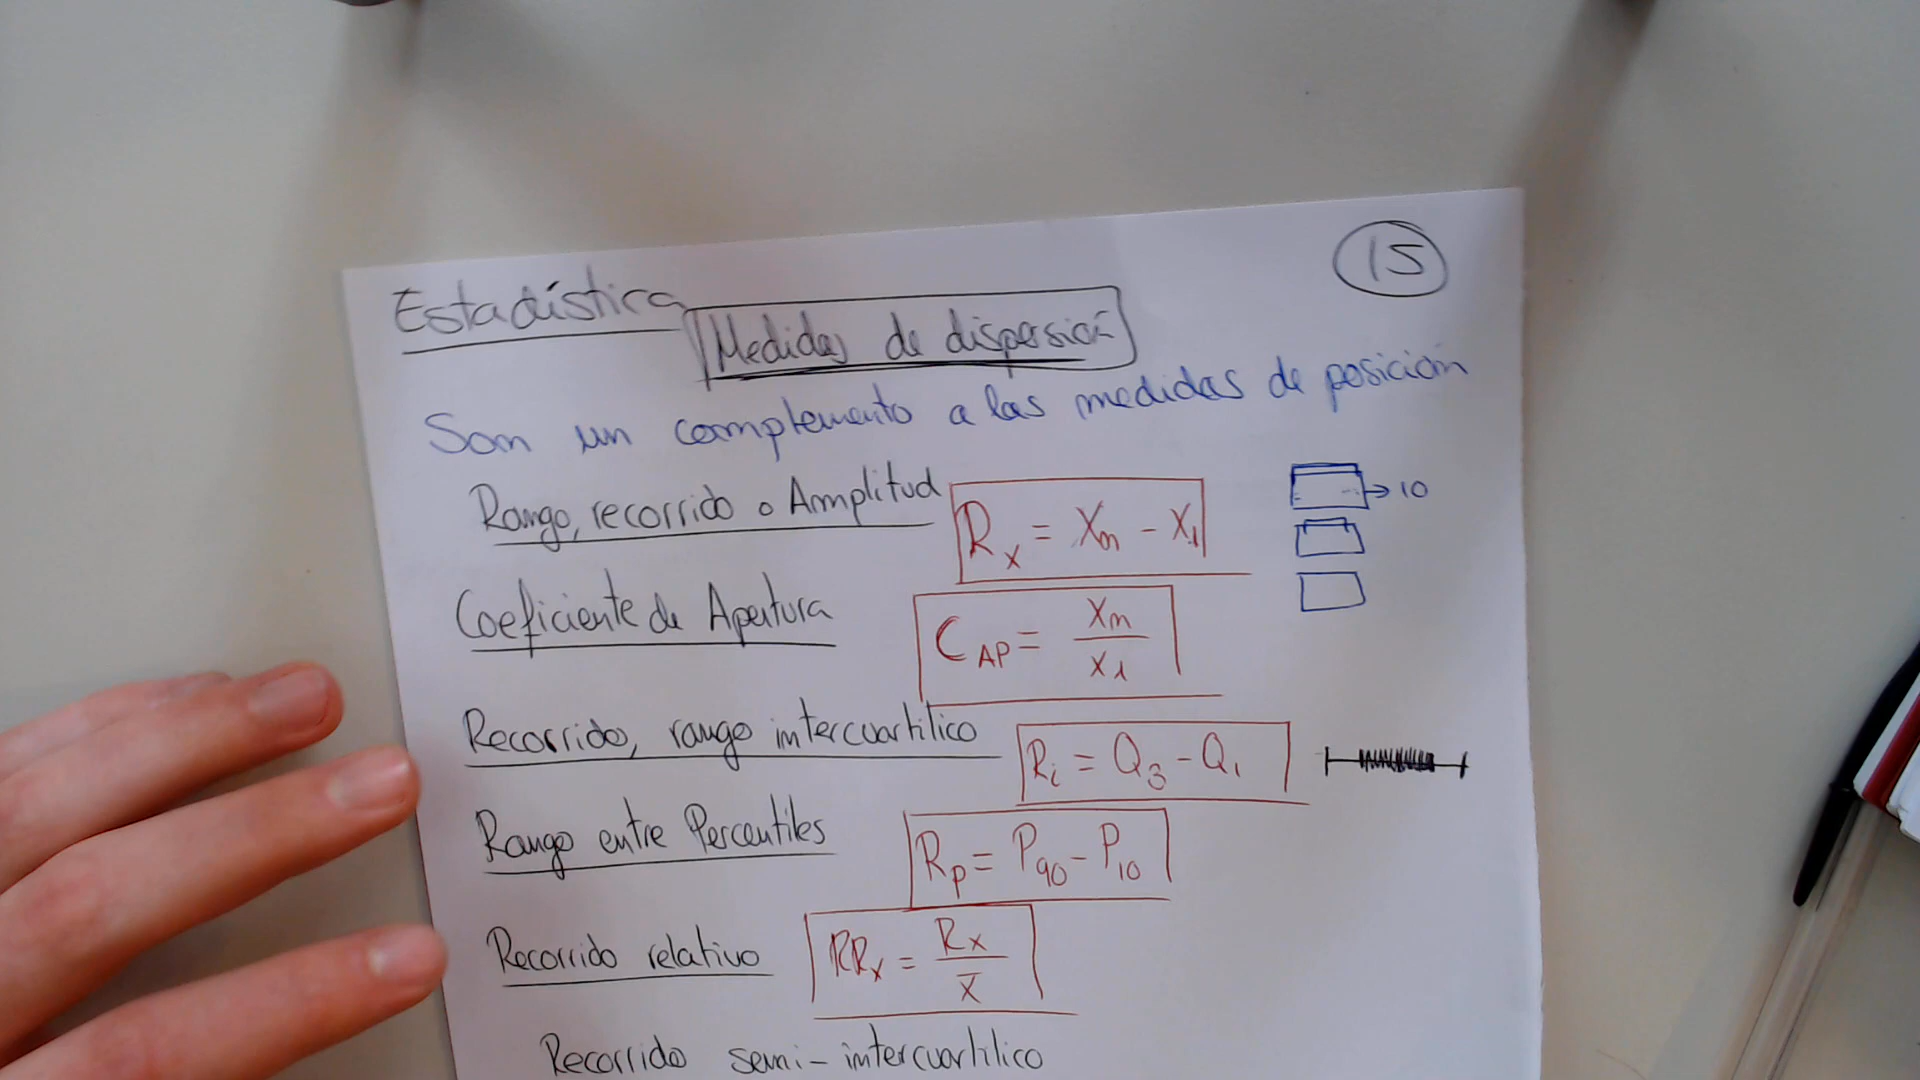 15
Estadística
Medidas de dispersión
Son un complemento a las medidas de posición
Rango, recorrido o Amplitud Rx = Xn - X1
→ 10
Coeficiente de Apertura CAP = Xn / X1
Recorrido, rango intercuartílico Ri = Q3 - Q1
Rango entre Percentiles Rp = P90 - P10
Recorrido relativo RRx = Rx / x̄
Recorrido semi-intercuartílico